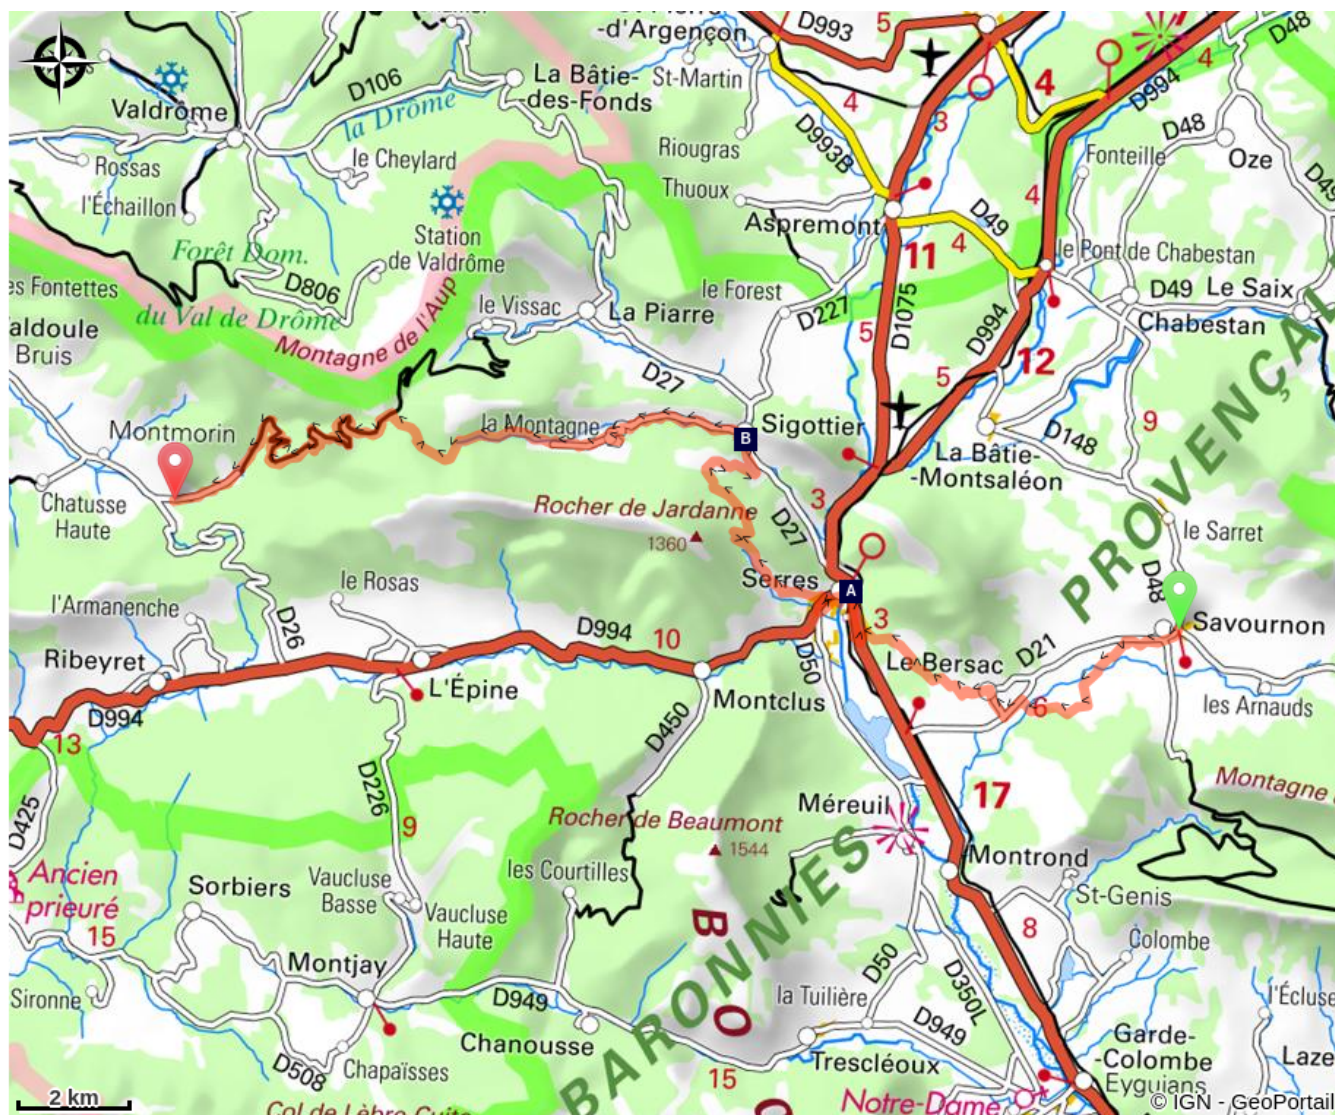 -d'Argençon
D993
5
D48
St-Martin
4
4
D994
4
La Bâtie-
-des-Fonds
D106
la Drôme
Valdrôme
D993B
3
D48
Oze
Rossas
le Cheylard
Riougras
Fonteille
l'Échaillon
Thuoux
4
Aspremont
D49
4
11
Forêt Dom.
du Val de Drôme
Station
de Valdrôme
le Pont de Chabestan
D806
le Forest
D227
D49
Le Saix
le Vissac
La Piarre
Chabestan
Bruis
Montagne de l'Aup
D1075
5
D994
12
5
D27
9
la Montagne
Sigottier
B
Montmorin
La Bâtie-
-Montsaléon
D148
PROVENÇAL
Chatusse
Haute
Rocher de Jardanne
1360
D27
3
le Sarret
D48
le Rosas
Serres
A
l'Armanenche
D26
D994
10
3
Savournon
Ribeyret
D50
Le Bersac
D21
L'Épine
Montclus
6
les Arnauds
D994
13
D450
Montagne
D226
17
D425
9
Méreuil
Rocher de Beaumont
1544
Montrond
Ancien
prieuré
15
Sorbiers
Vaucluse
Basse
les Courtilles
St-Genis
Vaucluse
Haute
8
Colombe
Montjay
D50
D350L
Sironne
D949
la Tuilière
D949
BARONNIES
B
O
Chanousse
Trescléoux
Garde-
-Colombe
Eyguians
D508
Chapaïsses
15
Notre-Dame
2 km
© IGN - GeoPortail